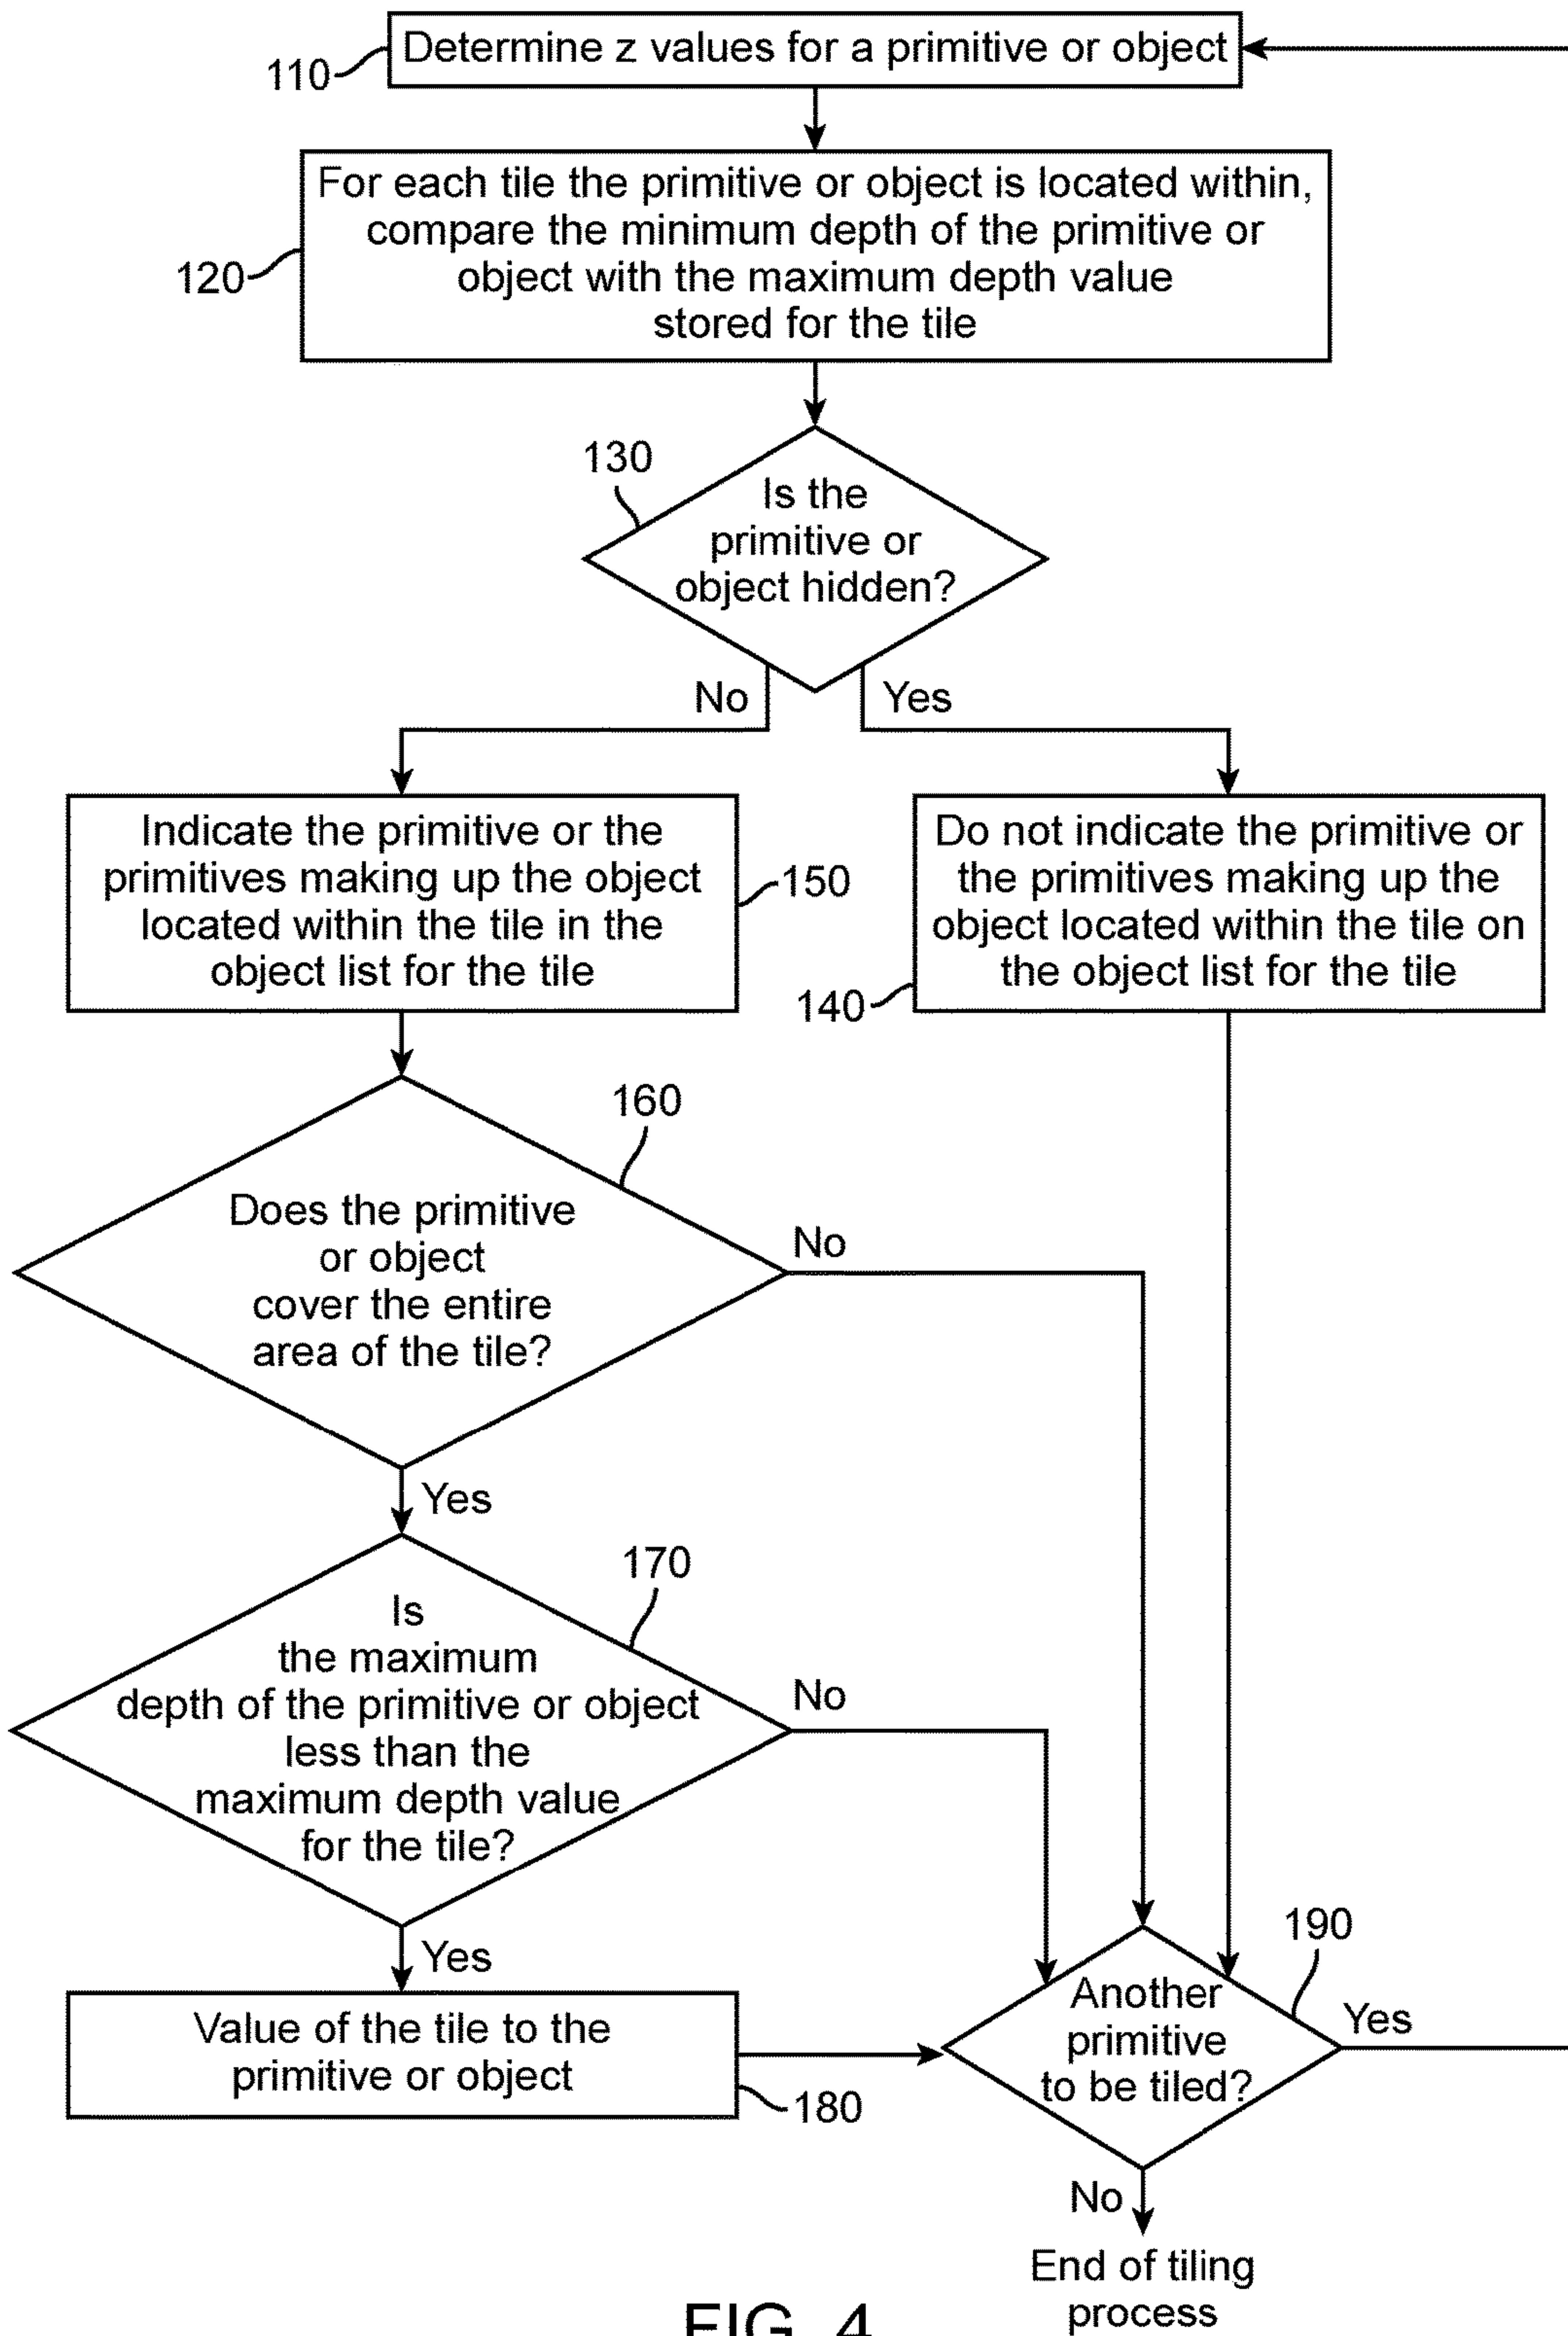 110
Determine z values for a primitive or object
120
For each tile the primitive or object is located within,
compare the minimum depth of the primitive or
object with the maximum depth value
stored for the tile
130
Is the
primitive or
object hidden?
No
Yes
Indicate the primitive or the
primitives making up the object
located within the tile in the
object list for the tile
150
Do not indicate the primitive or
the primitives making up the
object located within the tile on
the object list for the tile
140
160
Does the primitive
or object
cover the entire
area of the tile?
No
Yes
170
Is
the maximum
depth of the primitive or object
less than the
maximum depth value
for the tile?
No
Yes
Value of the tile to the
primitive or object
180
190
Another
primitive
to be tiled?
Yes
No
End of tiling
process
FIG. 4